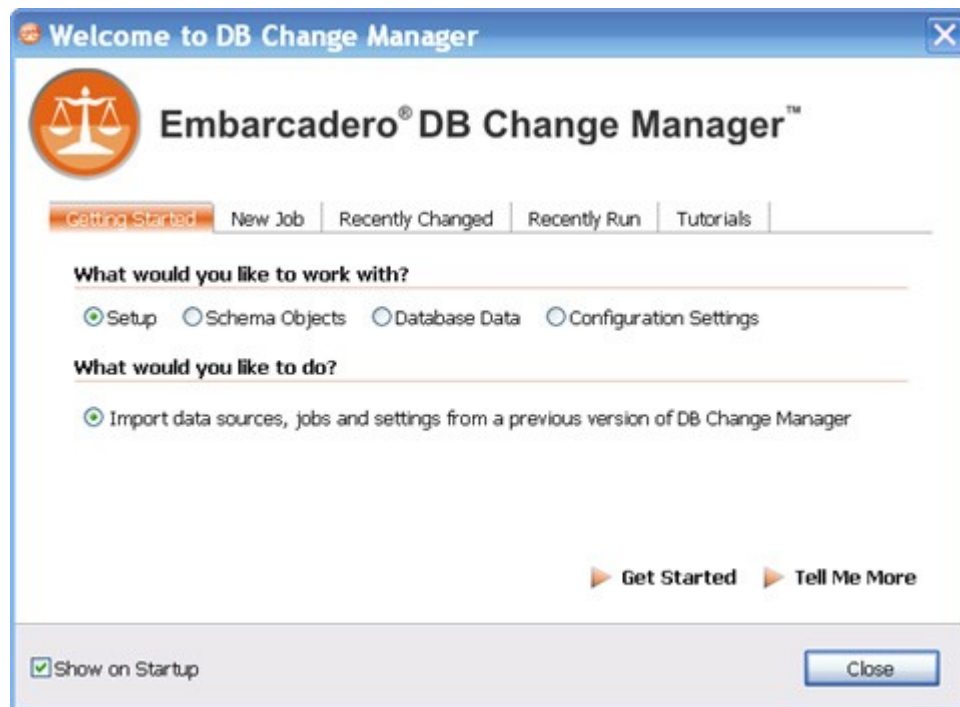 Welcome to DB Change Manager
Embarcadero® DB Change Manager™
Getting Started New Job Recently Changed Recently Run Tutorials
What would you like to work with?
Setup Schema Objects Database Data Configuration Settings
What would you like to do?
Import data sources, jobs and settings from a previous version of DB Change Manager
Get Started Tell Me More
Show on Startup Close